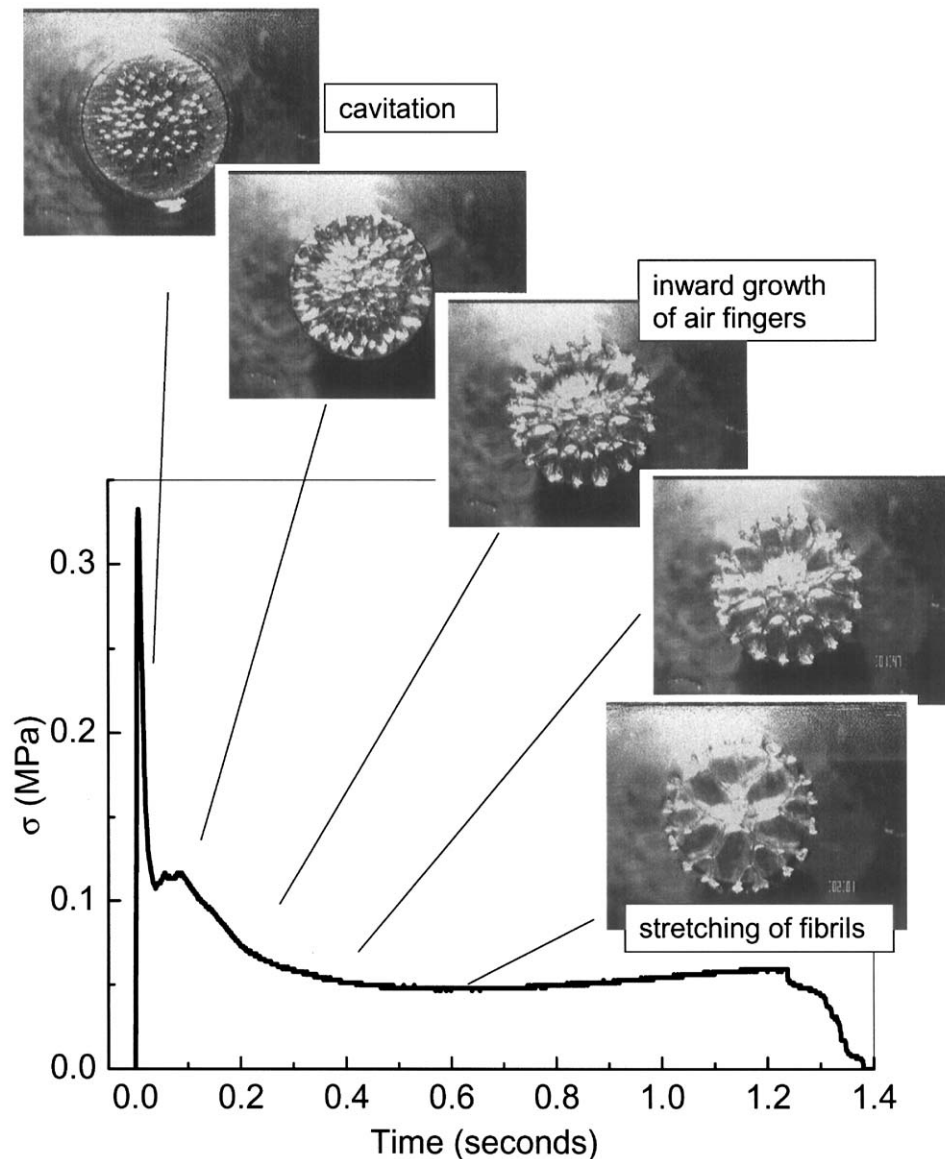 cavitation
inward growth
of air fingers
stretching of fibrils
σ (MPa)
0.3
0.2
0.1
0.0
0.0 0.2 0.4 0.6 0.8 1.0 1.2 1.4
Time (seconds)